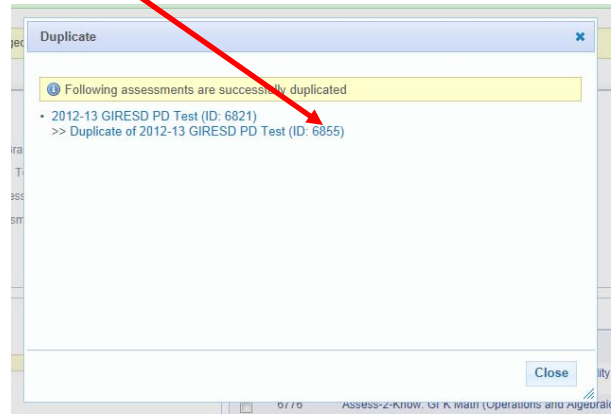 Duplicate
Following assessments are successfully duplicated
• 2012-13 GIRESD PD Test (ID: 6821)
>> Duplicate of 2012-13 GIRESD PD Test (ID: 6855)
Close
6776 Assess-2-Know: Gr K Math (Operations and Algebraic